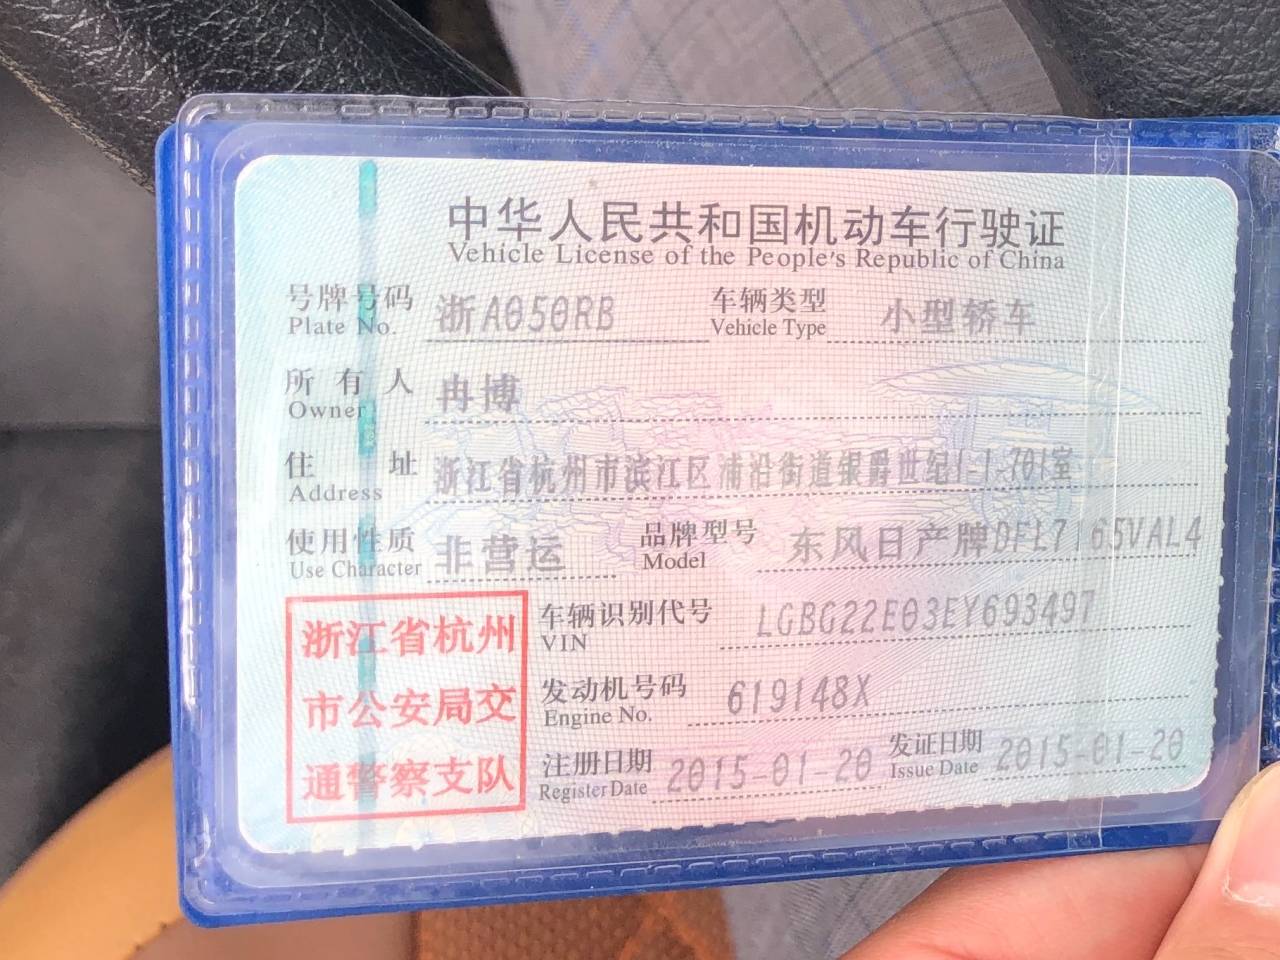 中华人民共和国机动车行驶证
Vehicle License of the People's Republic of China
号牌号码 浙A050RB 车辆类型 小型轿车
Plate No. Vehicle Type
所有人 冉博
Owner
住址 浙江省杭州市滨江区浦沿街道银爵世纪1-1-701室
Address
使用性质 非营运 品牌型号 东风日产牌DFL7165VAL4
Use Character Model
浙江省杭州
市公安局交
通警察支队
车辆识别代号 LGBG22E03EY693497
VIN
发动机号码 619148X
Engine No.
注册日期 2015-01-20 发证日期 2015-01-20
Register Date Issue Date